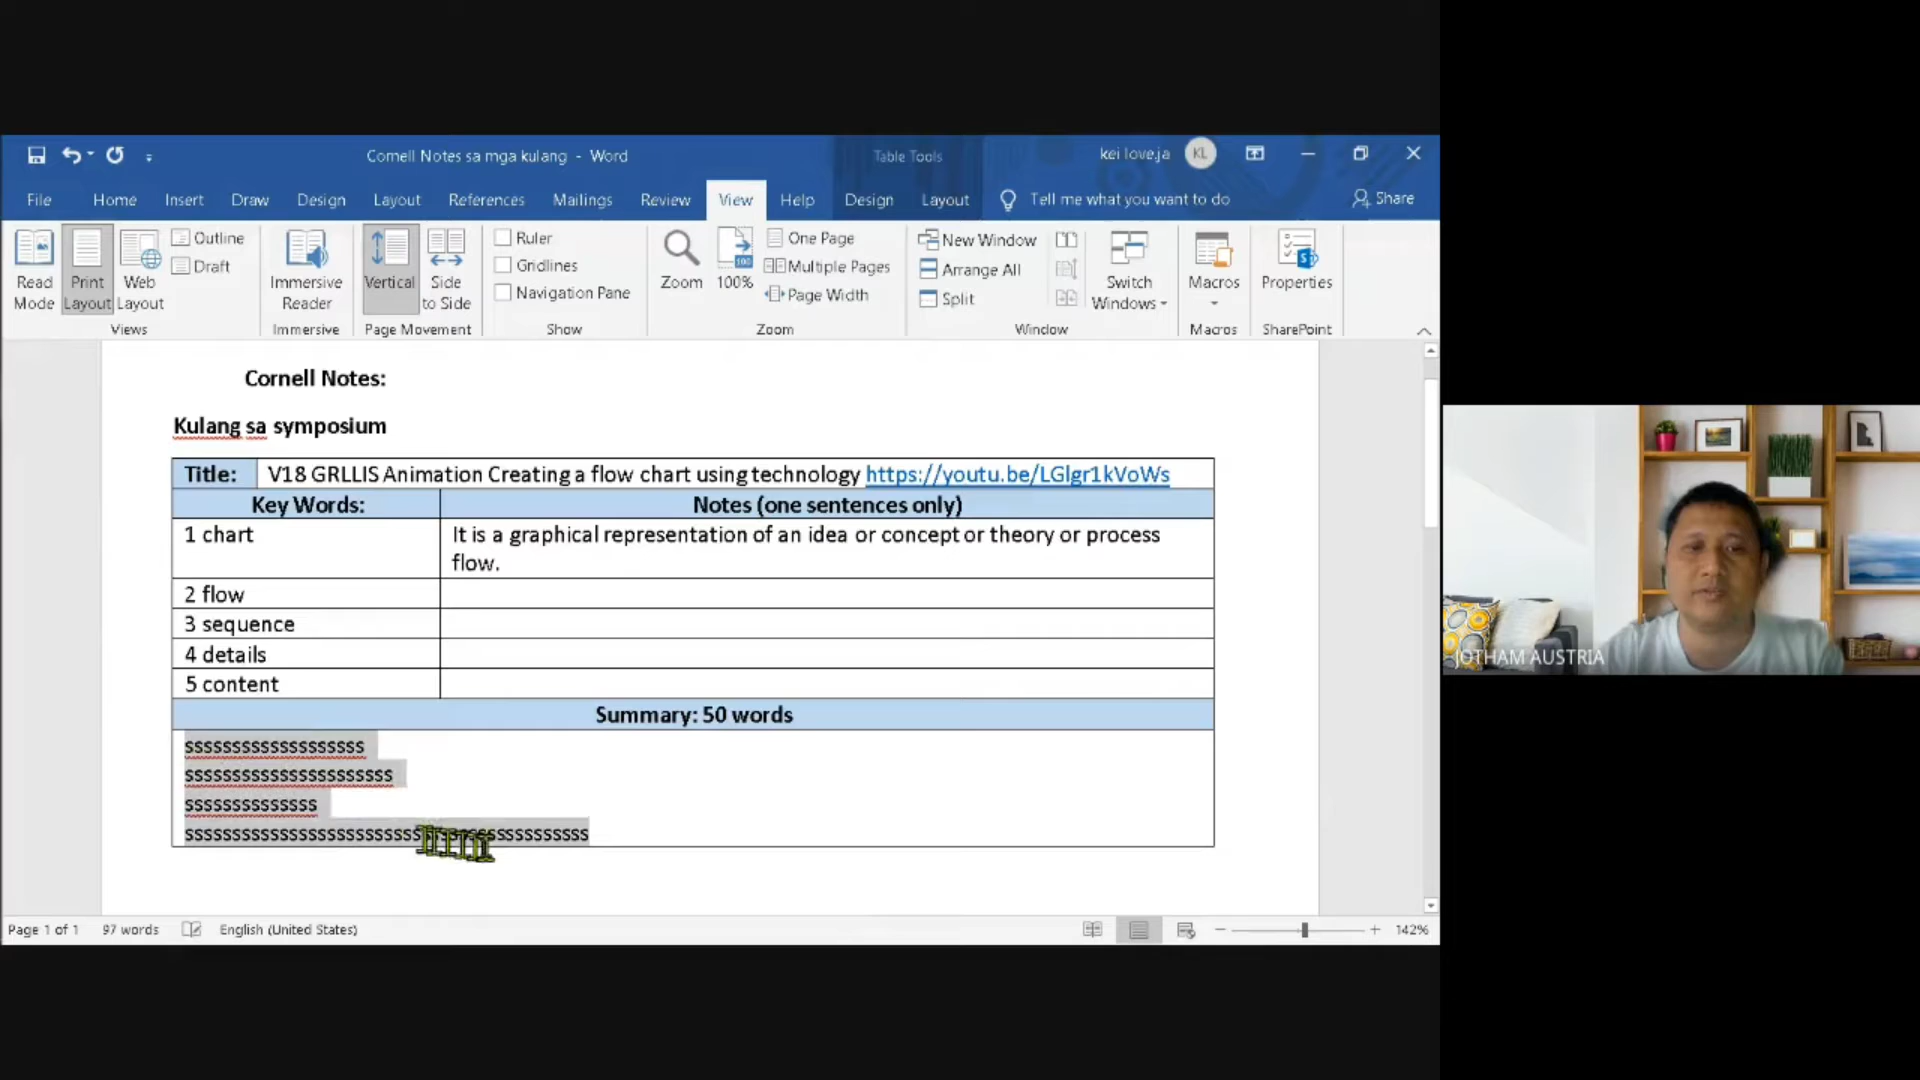 Cornell Notes sa mga kulang - Word
Table Tools
kei love.ja
KL
File Home Insert Draw Design Layout References Mailings Review View Help Design Layout Tell me what you want to do Share
Read Mode
Print Layout
Web Layout
Outline
Draft
Views
Immersive Reader
Immersive
Vertical
Side to Side
Page Movement
Ruler
Gridlines
Navigation Pane
Show
Zoom
100
100%
One Page
Multiple Pages
Page Width
Zoom
New Window
Arrange All
Split
Switch Windows
Window
Macros
Macros
Properties
SharePoint
Cornell Notes:
Kulang sa symposium
Title: V18 GRLLIS Animation Creating a flow chart using technology https://youtu.be/LGlgr1kVoWs
Key Words: Notes (one sentences only)
1 chart It is a graphical representation of an idea or concept or theory or process
flow.
2 flow
3 sequence
4 details
5 content
Summary: 50 words
sssssssssssssssssss
ssssssssssssssssssssss
ssssssssssssss
JOTHAM AUSTRIA
Page 1 of 1 97 words English (United States) 142%